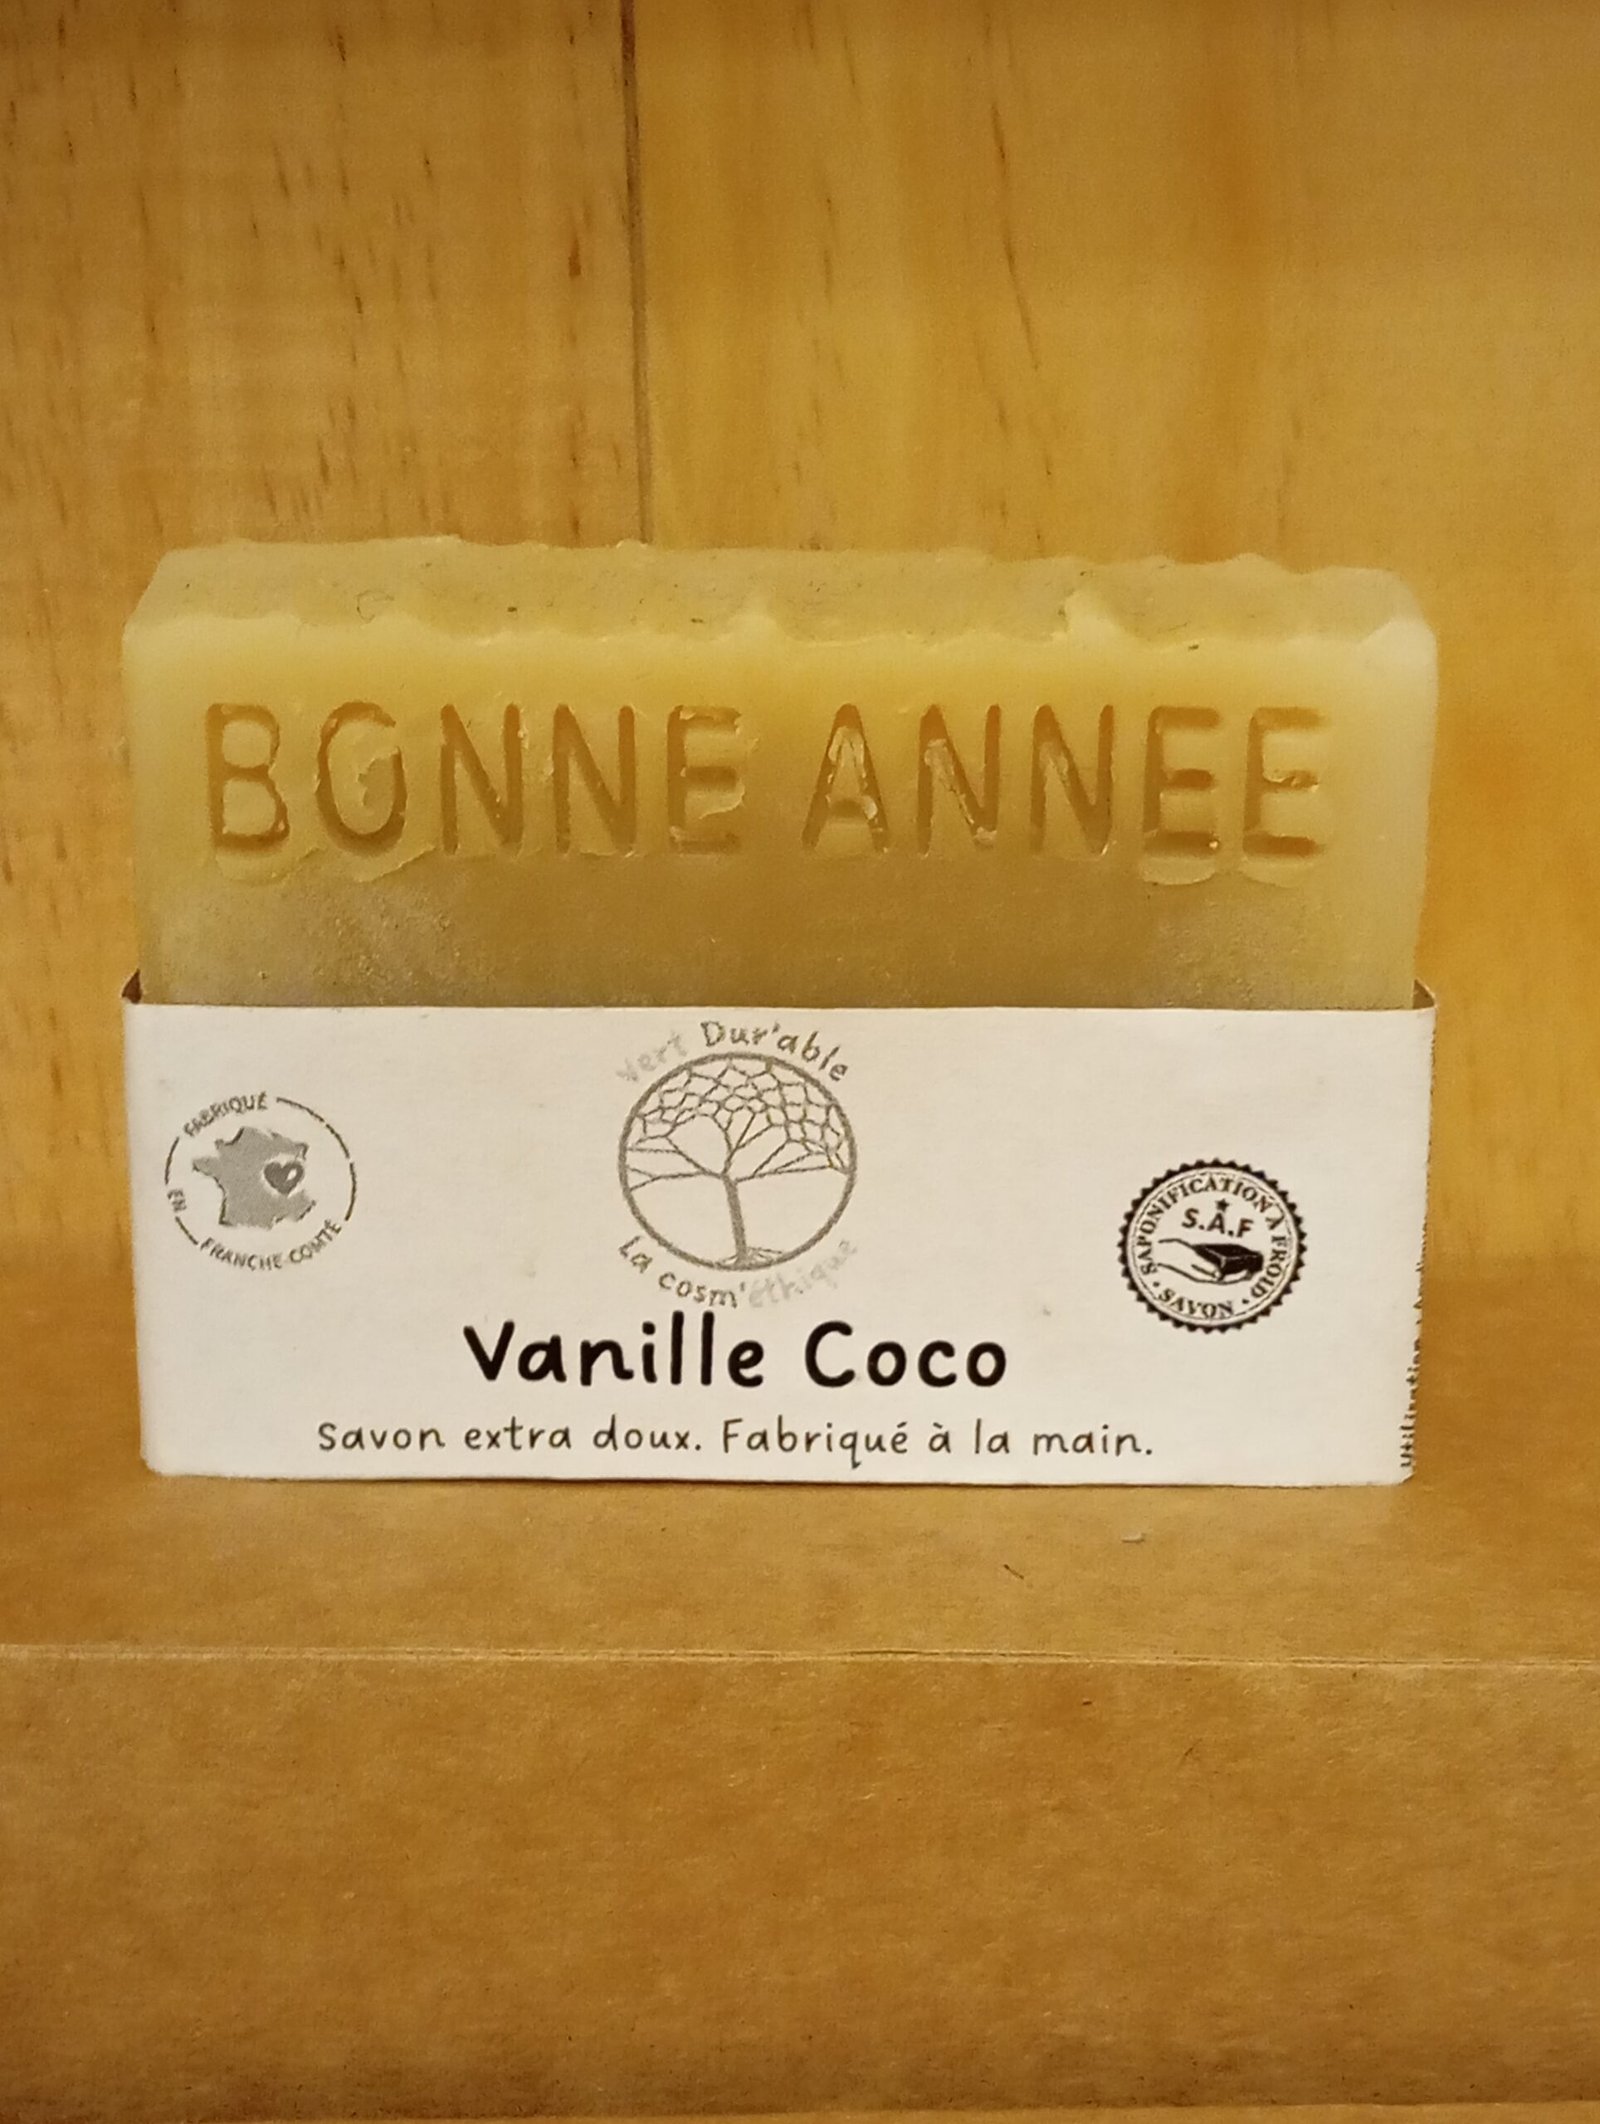 BONNE ANNEE
Vert Dur'able
FABRIQUÉ
EN
FRANCHE-COMTÉ
SAPONIFICATION À FROID
S.A.F
SAVON
La cosm'éthique
Vanille Coco
Savon extra doux. Fabriqué à la main.